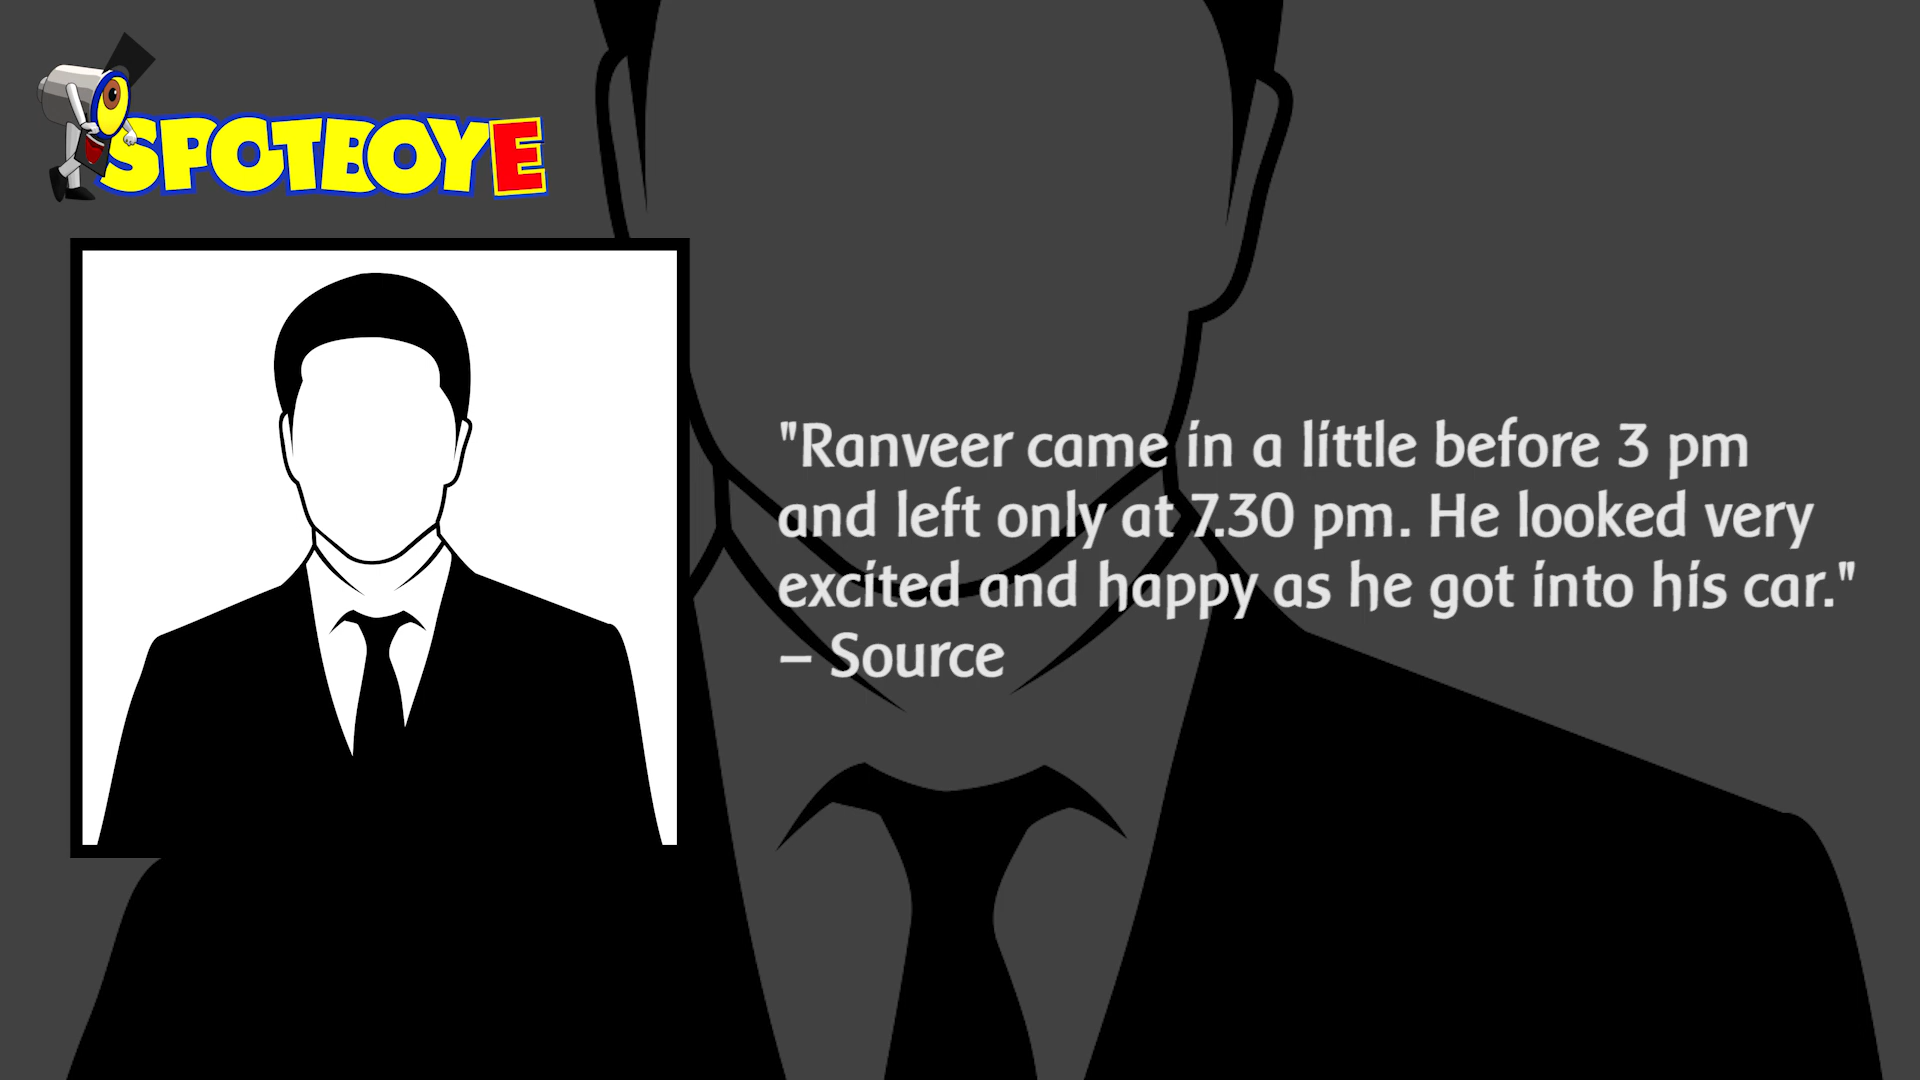 SPOTBOYE
"Ranveer came in a little before 3 pm
and left only at 7.30 pm. He looked very
excited and happy as he got into his car."
– Source